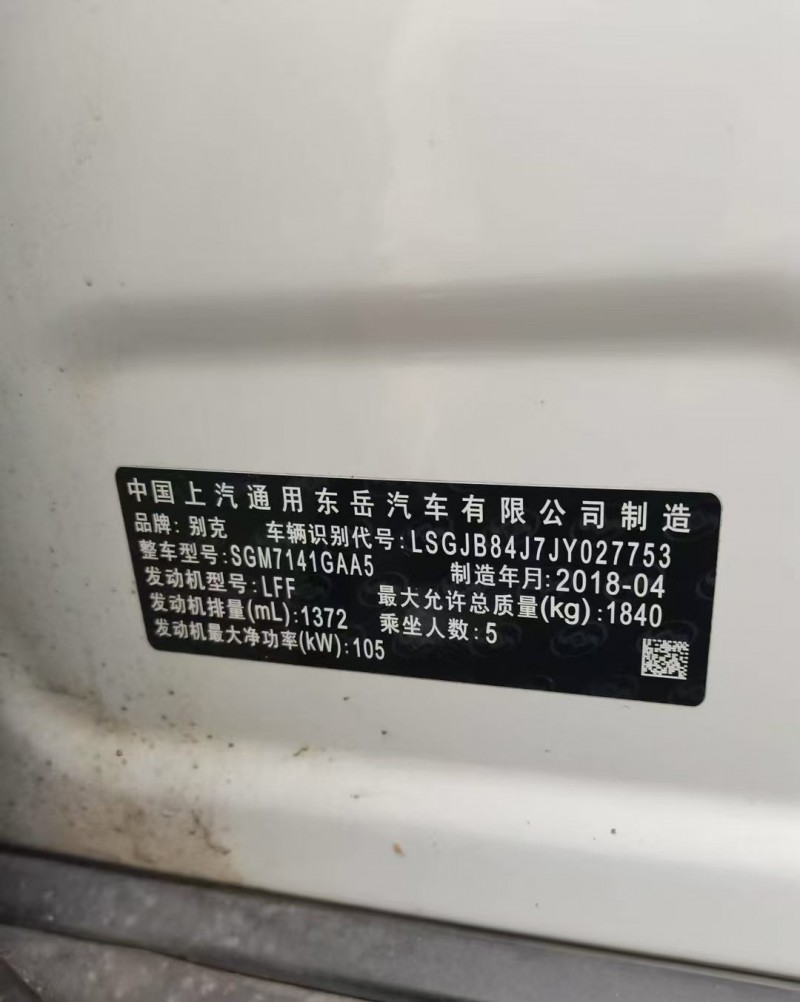 中国上汽通用东岳汽车有限公司制造
品牌: 别克 车辆识别代号: LSGJB84J7JY027753
整车型号: SGM7141GAA5 制造年月: 2018-04
发动机型号: LFF 最大允许总质量(kg): 1840
发动机排量(mL): 1372 乘坐人数: 5
发动机最大净功率(kW): 105